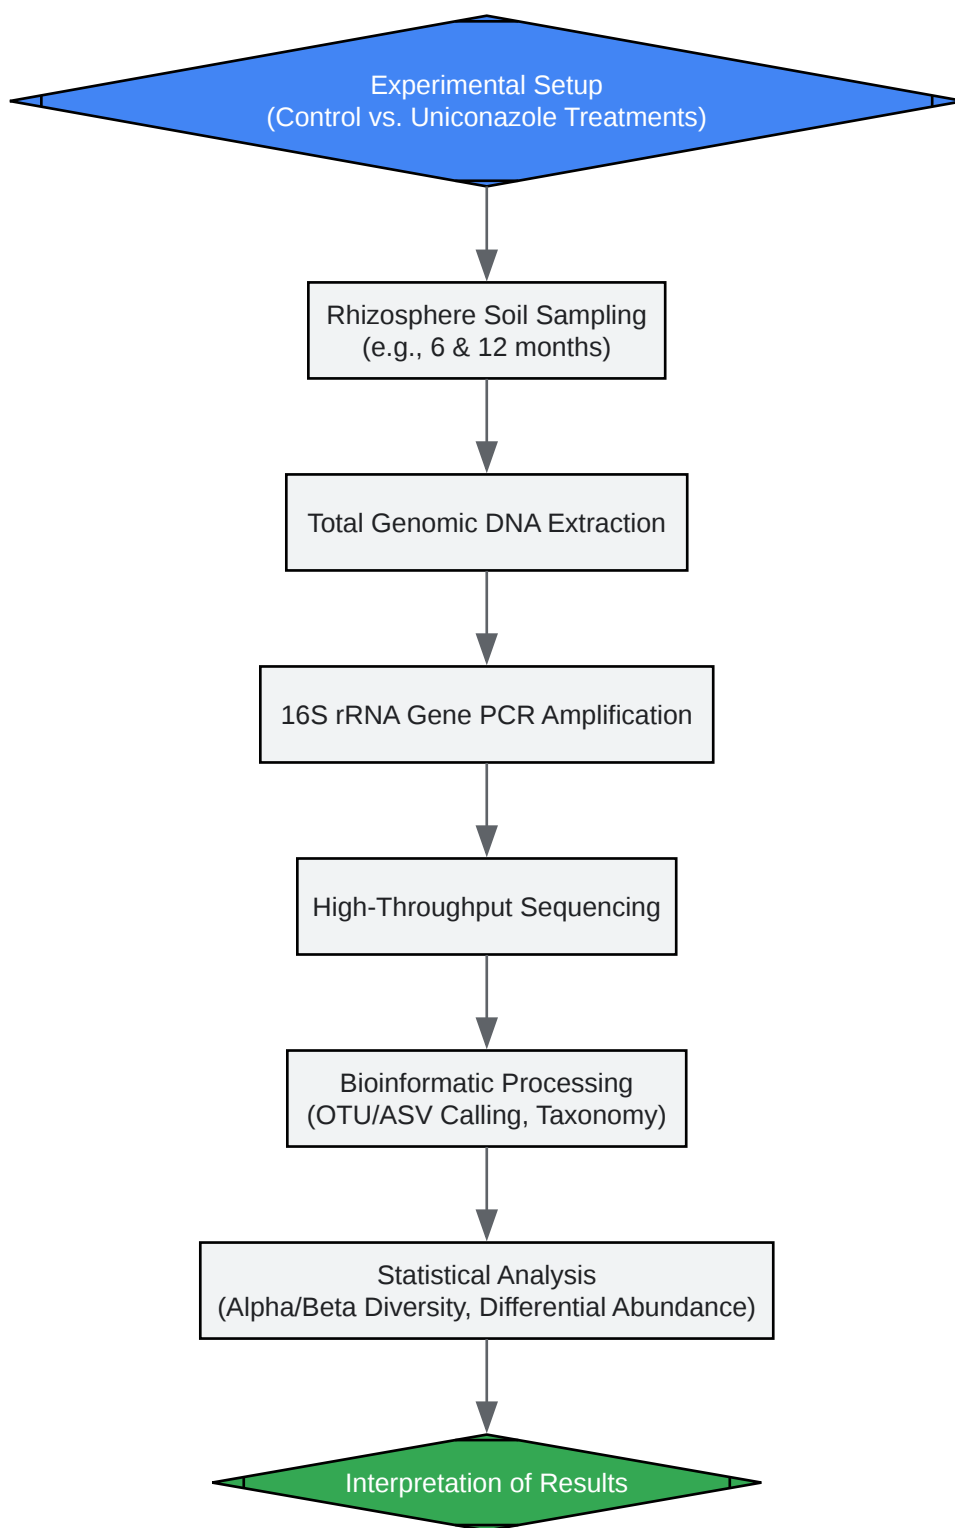 Experimental Setup
(Control vs. Uniconazole Treatments)
Rhizosphere Soil Sampling
(e.g., 6 & 12 months)
Total Genomic DNA Extraction
16S rRNA Gene PCR Amplification
High-Throughput Sequencing
Bioinformatic Processing
(OTU/ASV Calling, Taxonomy)
Statistical Analysis
(Alpha/Beta Diversity, Differential Abundance)
Interpretation of Results